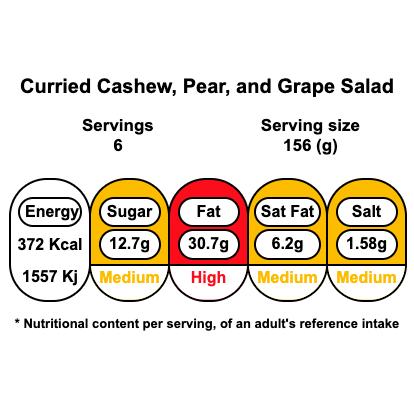 Curried Cashew, Pear, and Grape Salad
Servings
6
Serving size
156 (g)
Energy
372 Kcal
1557 Kj
Sugar
12.7g
Medium
Fat
30.7g
High
Sat Fat
6.2g
Medium
Salt
1.58g
Medium
* Nutritional content per serving, of an adult's reference intake